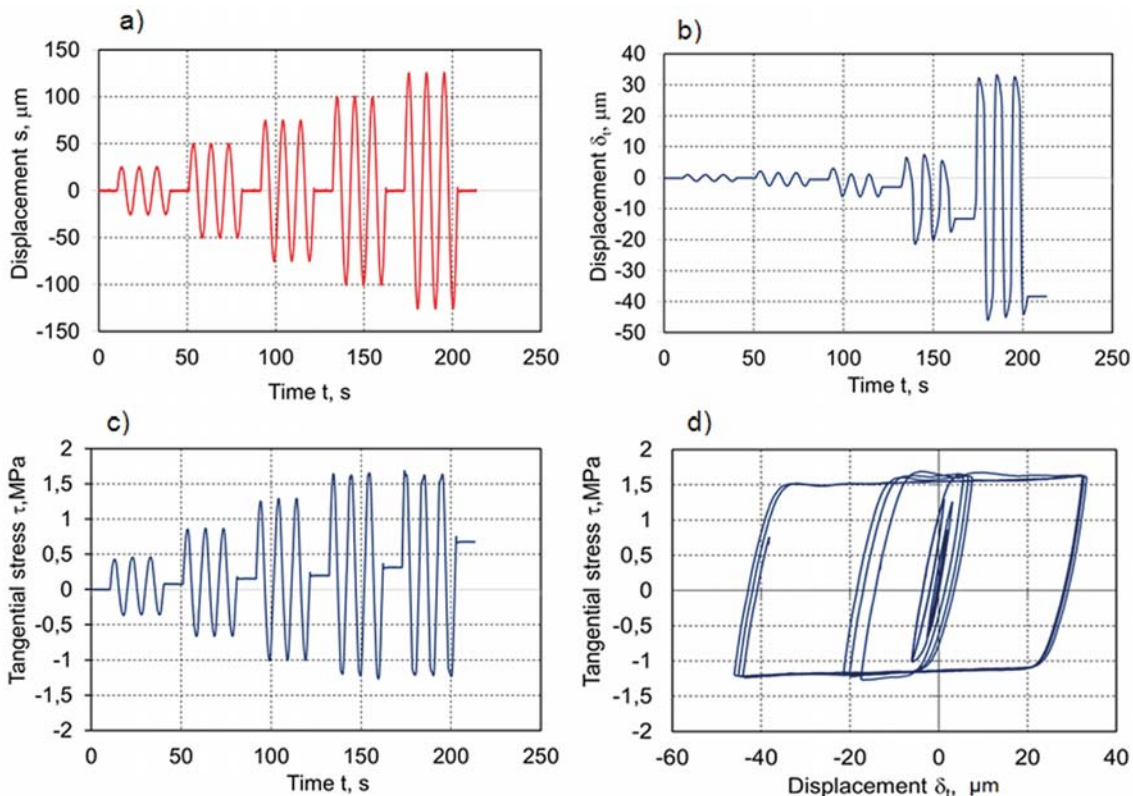 a)
150
100
50
0
-50
-100
-150
Displacement s, μm
0 50 100 150 200 250
Time t, s
b)
40
30
20
10
0
-10
-20
-30
-40
-50
Displacement δₜ, μm
0 50 100 150 200 250
Time t, s
c)
2
1,5
1
0,5
0
-0,5
-1
-1,5
-2
Tangential stress τ,MPa
0 50 100 150 200 250
Time t, s
d)
2
1,5
1
0,5
0
-0,5
-1
-1,5
-2
Tangential stress τ,MPa
-60 -40 -20 0 20 40
Displacement δₜ, μm